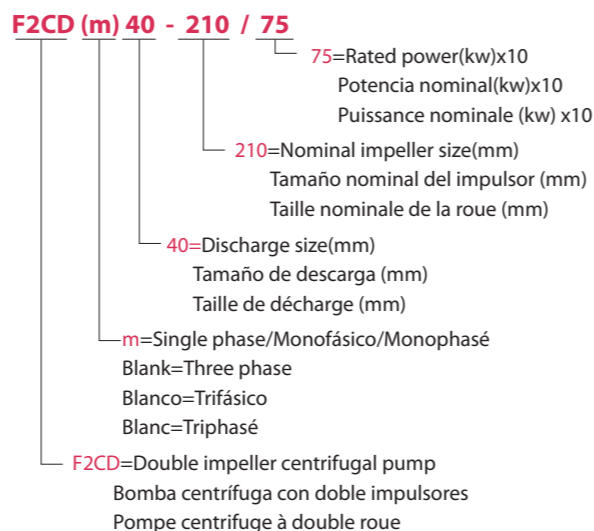 F2CD (m) 40 - 210 / 75
75=Rated power(kw)x10
Potencia nominal(kw)x10
Puissance nominale (kw) x10
210=Nominal impeller size(mm)
Tamaño nominal del impulsor (mm)
Taille nominale de la roue (mm)
40=Discharge size(mm)
Tamaño de descarga (mm)
Taille de décharge (mm)
m=Single phase/Monofásico/Monophasé
Blank=Three phase
Blanco=Trifásico
Blanc=Triphasé
F2CD=Double impeller centrifugal pump
Bomba centrífuga con doble impulsores
Pompe centrifuge à double roue